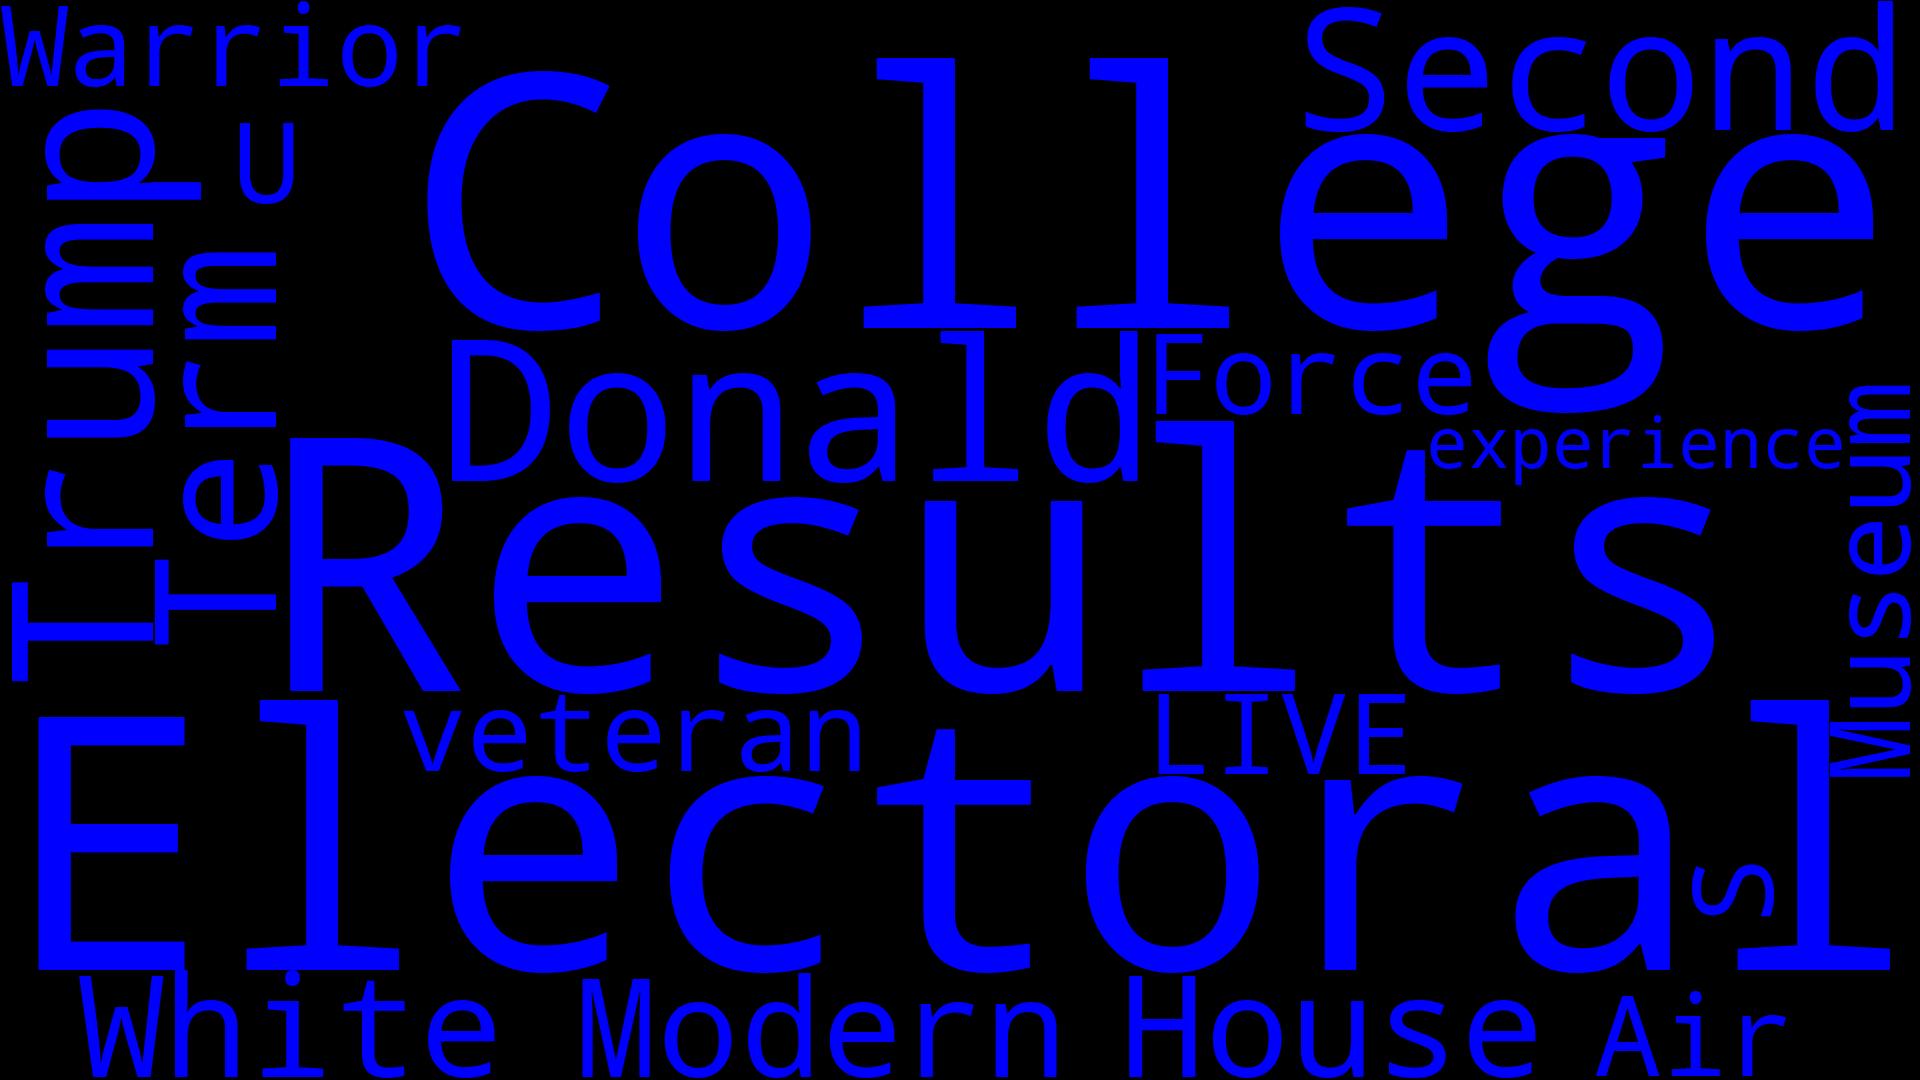 Warrior
College
Second
Trump
Term
U
Donald
Force
experience
Museum
Results
veteran
LIVE
Electoral
S
White
Modern
House
Air